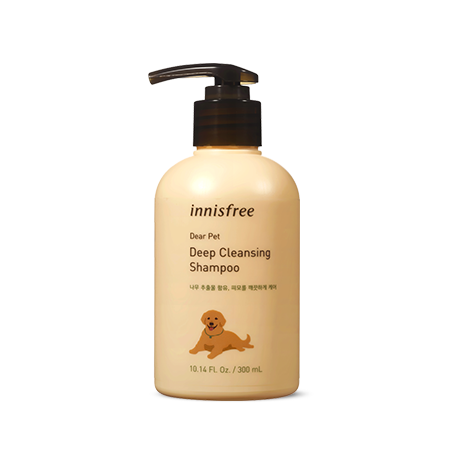 innisfree
Dear Pet
Deep Cleansing
Shampoo
나무 추출물 함유, 피모를 깨끗하게 케어
10.14 Fl. Oz. / 300 mL